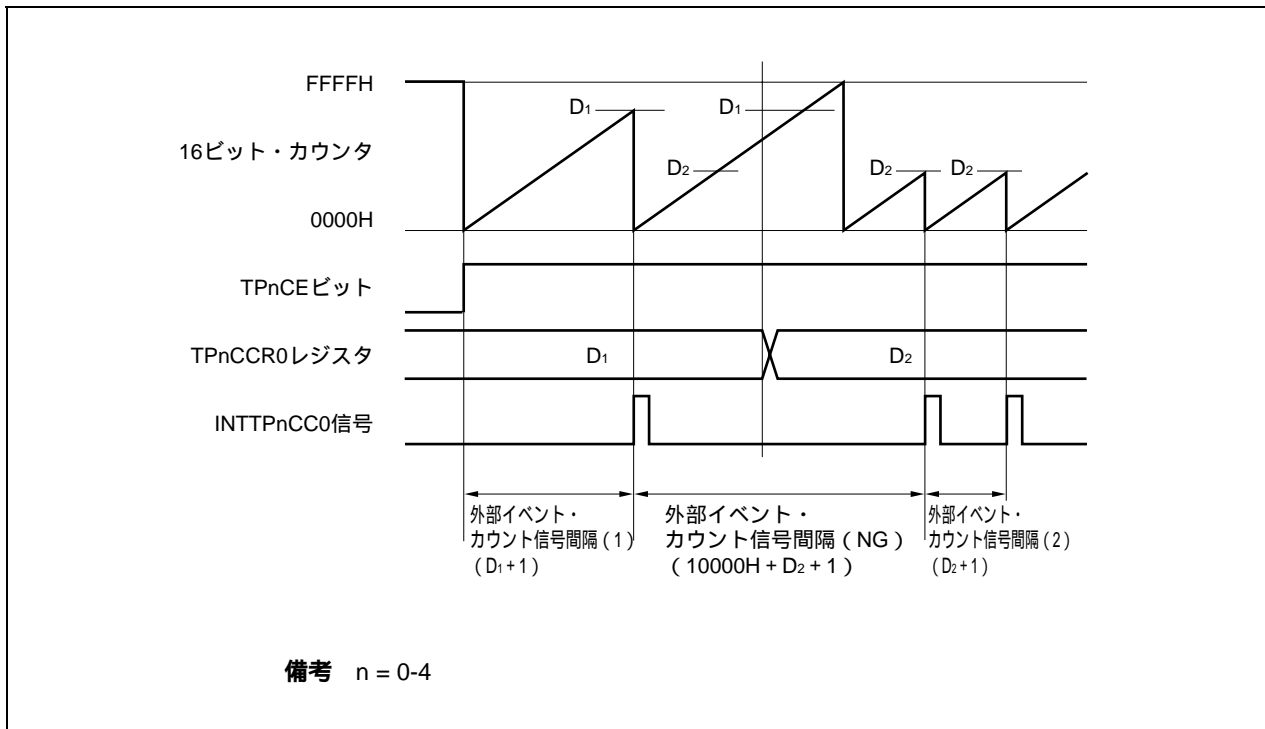 FFFFH
D1
D1
16ビット・カウンタ
D2
D2
D2
0000H
TPnCEビット
TPnCCR0レジスタ
D1
D2
INTTPnCC0信号
外部イベント・
カウント信号間隔(1)
(D1+1)
外部イベント・
カウント信号間隔(NG)
(10000H+D2+1)
外部イベント・
カウント信号間隔(2)
(D2+1)
備考 n = 0-4